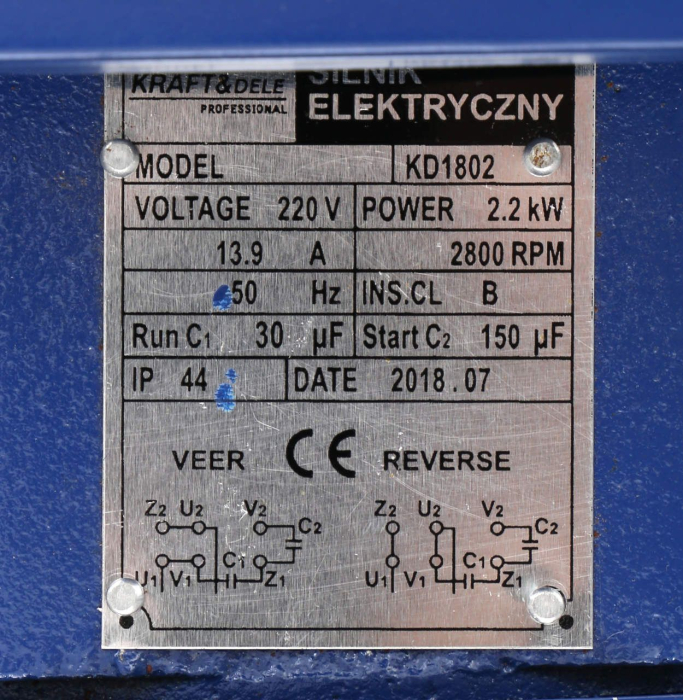 KRAFT&DELE
PROFESSIONAL
SILNIK
ELEKTRYCZNY
MODEL KD1802
VOLTAGE 220 V POWER 2.2 kW
13.9 A 2800 RPM
50 Hz INS.CL B
Run C1 30 µF Start C2 150 µF
IP 44 DATE 2018.07
VEER CE REVERSE
Z2 U2 V2 C2 Z2 U2 V2 C2
U1 V1 C1 Z1 U1 V1 C1 Z1